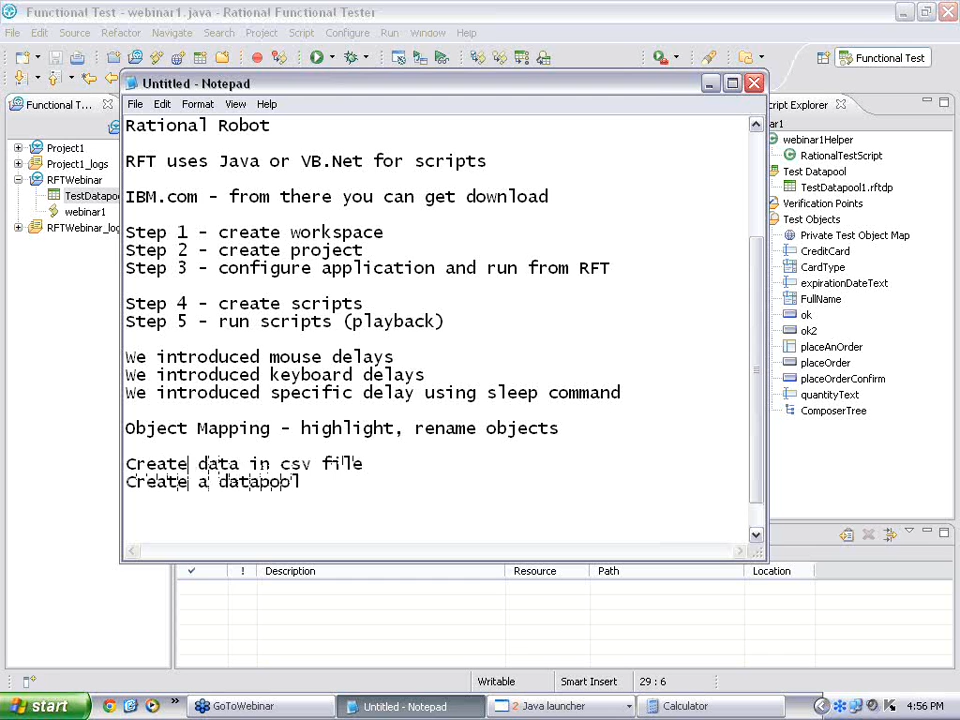 Functional Test - webinar1.java - Rational Functional Tester
File Edit Source Refactor Navigate Search Project Script Configure Run Window Help
Functional Test
Functional T...
Project1
Project1_logs
RFTWebinar
TestDatapoo
webinar1
RFTWebinar_log
Untitled - Notepad
File Edit Format View Help
Rational Robot
RFT uses Java or VB.Net for scripts
IBM.com - from there you can get download
Step 1 - create workspace
Step 2 - create project
Step 3 - configure application and run from RFT
Step 4 - create scripts
Step 5 - run scripts (playback)
We introduced mouse delays
We introduced keyboard delays
We introduced specific delay using sleep command
Object Mapping - highlight, rename objects
Create data in csv file
Create a datapool
cript Explorer
ar1
webinar1Helper
RationalTestScript
Test Datapool
TestDatapool1.rftdp
Verification Points
Test Objects
Private Test Object Map
CreditCard
CardType
expirationDateText
FullName
ok
ok2
placeAnOrder
placeOrder
placeOrderConfirm
quantityText
ComposerTree
! Description Resource Path Location
Writable Smart Insert 29 : 6
start GoToWebinar Untitled - Notepad 2 Java launcher Calculator 4:56 PM